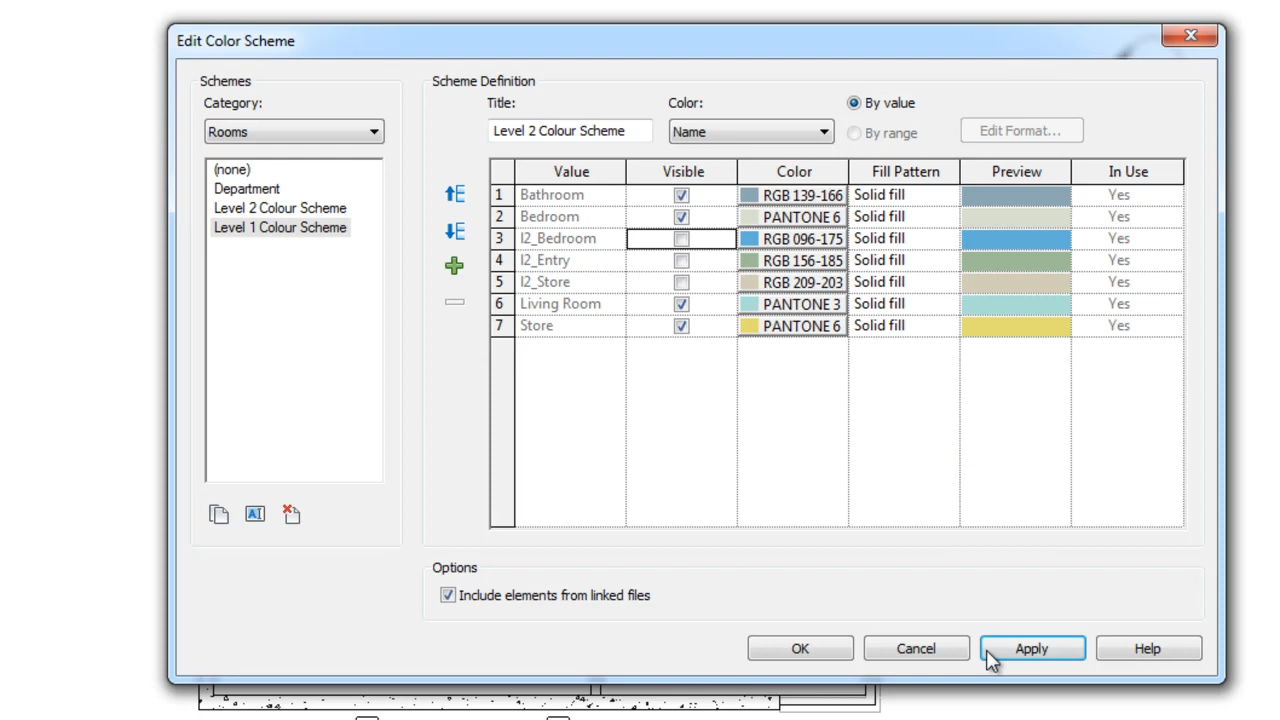 Edit Color Scheme
Schemes
Category:
Rooms
(none)
Department
Level 2 Colour Scheme
Level 1 Colour Scheme
Scheme Definition
Title:
Level 2 Colour Scheme
Color:
Name
By value
By range
Edit Format...
Value Visible Color Fill Pattern Preview In Use
1 Bathroom RGB 139-166 Solid fill Yes
2 Bedroom PANTONE 6 Solid fill Yes
3 l2_Bedroom RGB 096-175 Solid fill Yes
4 l2_Entry RGB 156-185 Solid fill Yes
5 l2_Store RGB 209-203 Solid fill Yes
6 Living Room PANTONE 3 Solid fill Yes
7 Store PANTONE 6 Solid fill Yes
Options
Include elements from linked files
OK Cancel Apply Help